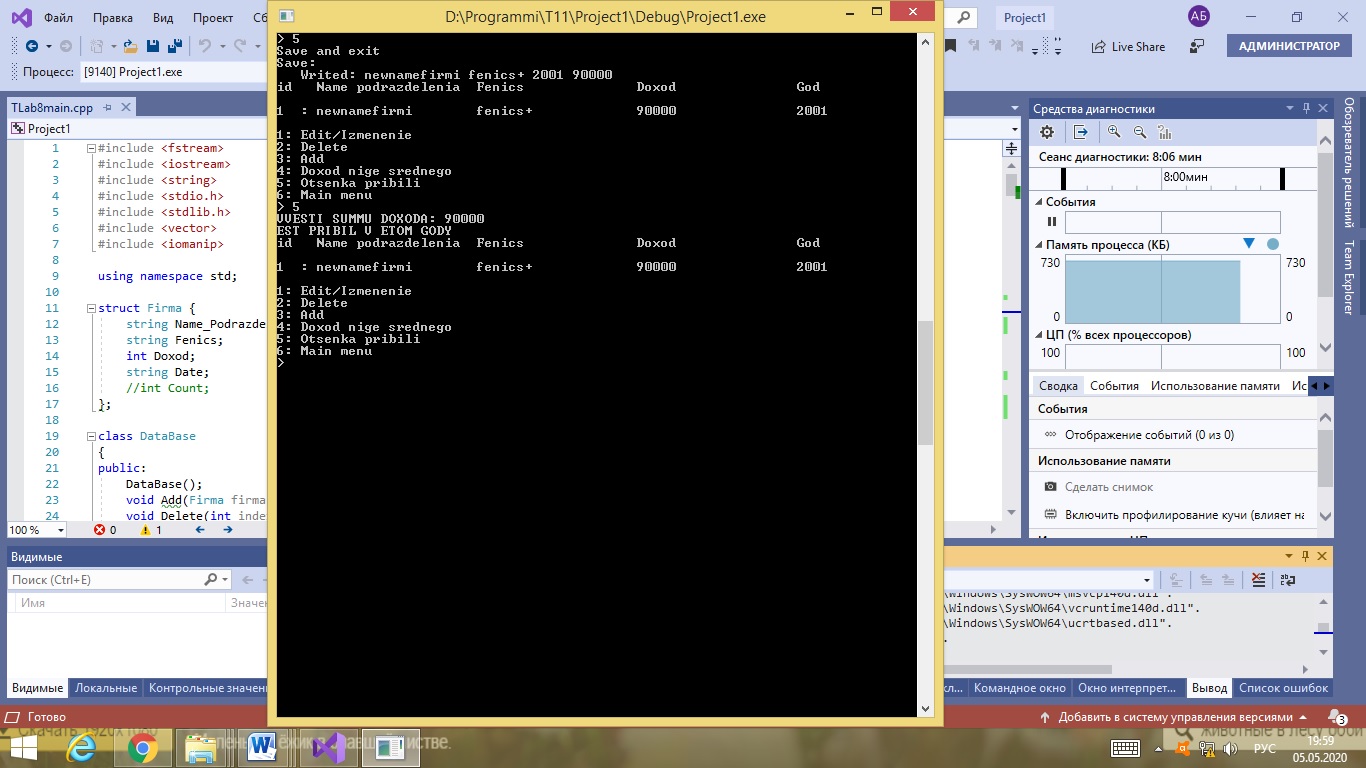 D:\Programmi\T11\Project1\Debug\Project1.exe
Файл Правка Вид Проект Project1 АБ
Live Share АДМИНИСТРАТОР
Процесс: [9140] Project1.exe
TLab8main.cpp
Project1
1 #include <fstream>
2 #include <iostream>
3 #include <string>
4 #include <stdio.h>
5 #include <stdlib.h>
6 #include <vector>
7 #include <iomanip>
8
9 using namespace std;
10
11 struct Firma {
12 string Name_Podrazde
13 string Fenics;
14 int Doxod;
15 string Date;
16 //int Count;
17 };
18
19 class DataBase
20 {
21 public:
22 DataBase();
23 void Add(Firma firma
24 void Delete(int inde
100 % 0 1
> 5
Save and exit
Save:
Writed: newnamefirmi fenics+ 2001 90000
id Name podrazdelenia Fenics Doxod God
1 : newnamefirmi fenics+ 90000 2001
1: Edit/Izmenenie
2: Delete
3: Add
4: Doxod nige srednego
5: Otsenka pribili
6: Main menu
> 5
VVESTI SUMMU DOXODA: 90000
EST PRIBIL V ETOM GODY
id Name podrazdelenia Fenics Doxod God
1 : newnamefirmi fenics+ 90000 2001
1: Edit/Izmenenie
2: Delete
3: Add
4: Doxod nige srednego
5: Otsenka pribili
6: Main menu
>
Средства диагностики
Сеанс диагностики: 8:06 мин
8:00мин
События
Память процесса (КБ)
730 730
0 0
ЦП (% всех процессоров)
100 100
Сводка События Использование памяти Ис
События
Отображение событий (0 из 0)
Использование памяти
Сделать снимок
Включить профилирование кучи (влияет на
Обозреватель решений
Team Explorer
Видимые
Поиск (Ctrl+E)
Имя Значен
Видимые Локальные Контрольные значени
\Windows\SysWOW64\msvcp140d.dll".
\Windows\SysWOW64\vcruntime140d.dll".
\Windows\SysWOW64\ucrtbased.dll".
Командное окно Окно интерпрет... Вывод Список ошибок
Готово
Добавить в систему управления версиями 3
Скачать 1920x1080
животные в лесу обои
РУС 19:59
05.05.2020